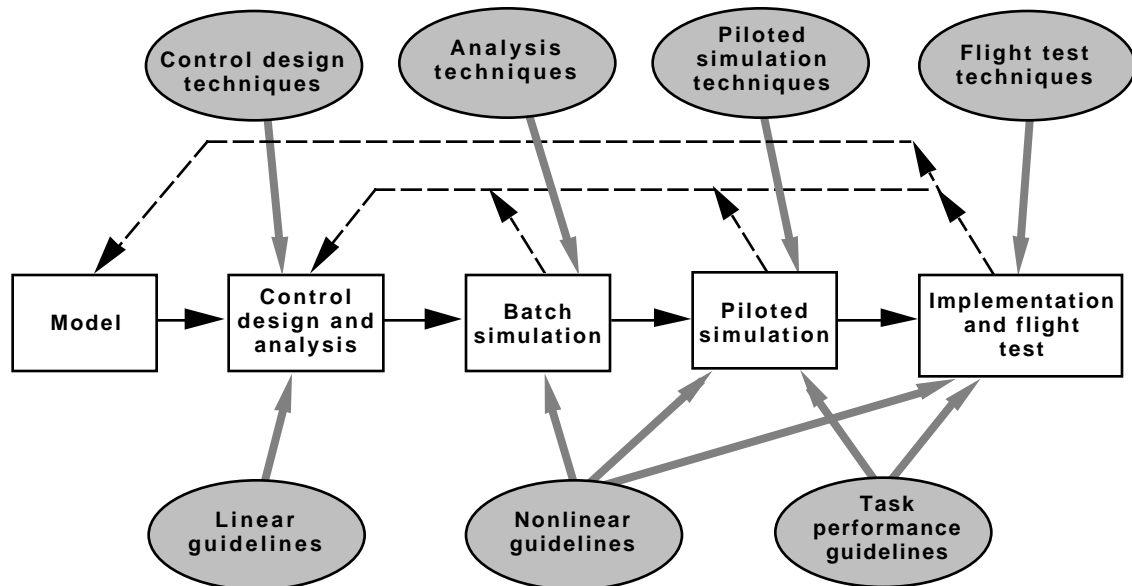 Control design
techniques
Analysis
techniques
Piloted
simulation
techniques
Flight test
techniques
Model
Control
design and
analysis
Batch
simulation
Piloted
simulation
Implementation
and flight
test
Linear
guidelines
Nonlinear
guidelines
Task
performance
guidelines